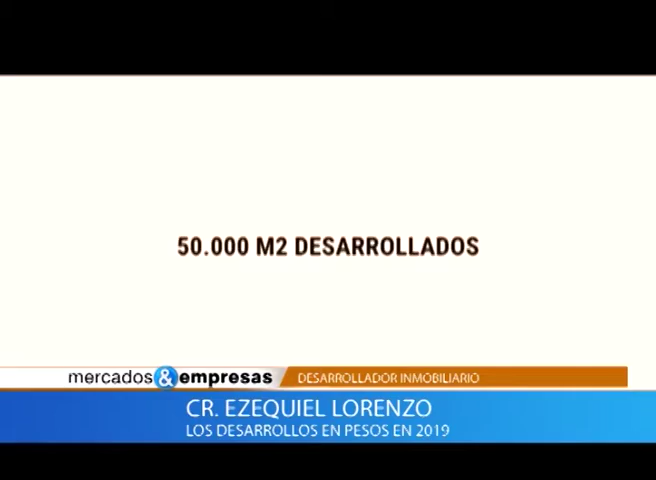 50.000 M2 DESARROLLADOS
mercados&empresas DESARROLLADOR INMOBILIARIO
CR. EZEQUIEL LORENZO
LOS DESARROLLOS EN PESOS EN 2019